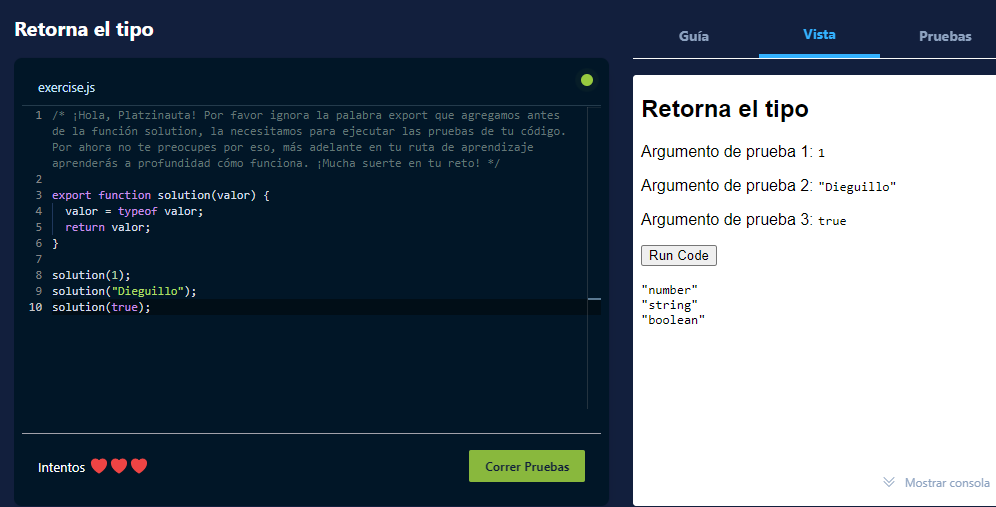 Retorna el tipo
exercise.js
1 /* ¡Hola, Platzinauta! Por favor ignora la palabra export que agregamos antes
de la función solution, la necesitamos para ejecutar las pruebas de tu código.
Por ahora no te preocupes por eso, más adelante en tu ruta de aprendizaje
aprenderás a profundidad cómo funciona. ¡Mucha suerte en tu reto! */
2
3 export function solution(valor) {
4 valor = typeof valor;
5 return valor;
6 }
7
8 solution(1);
9 solution("Dieguillo");
10 solution(true);
Intentos
Correr Pruebas
Guía Vista Pruebas
Retorna el tipo
Argumento de prueba 1: 1
Argumento de prueba 2: "Dieguillo"
Argumento de prueba 3: true
Run Code
"number"
"string"
"boolean"
Mostrar consola